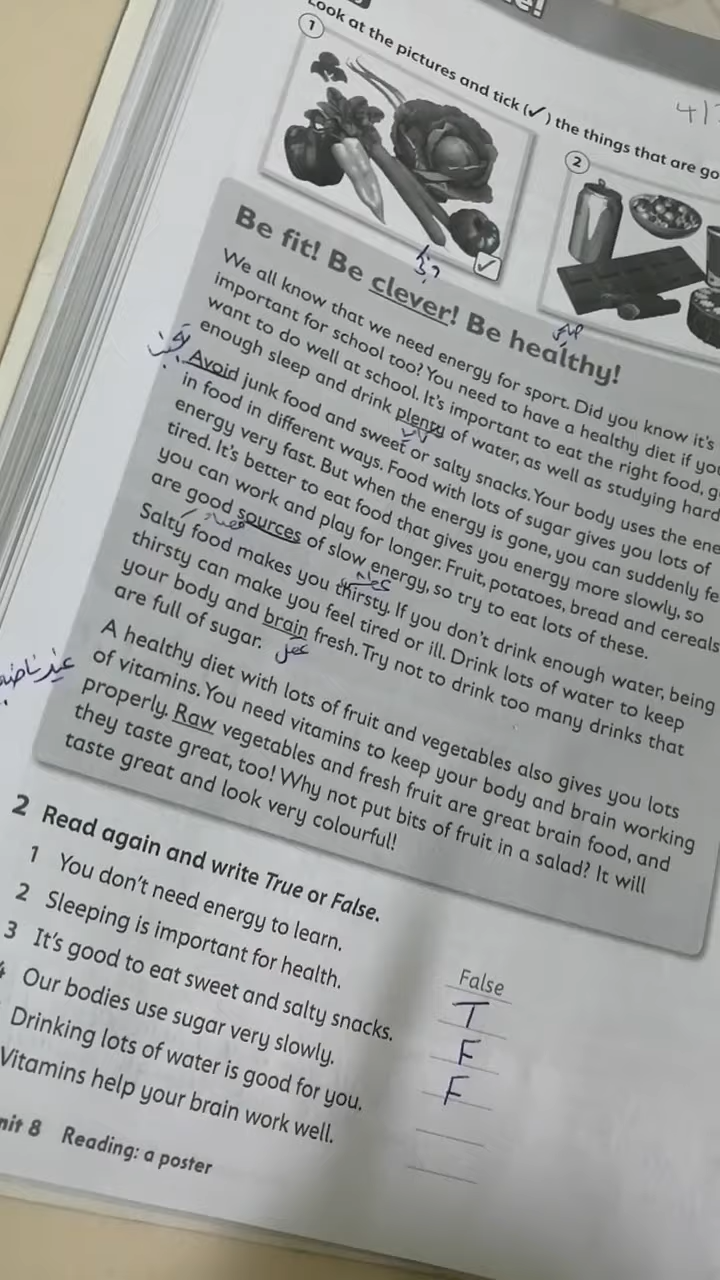 Look at the pictures and tick (✓) the things that are go
1
2
4
✓
Be fit! Be clever! Be healthy!
We all know that we need energy for sport. Did you know it's
important for school too? You need to have a healthy diet if you
want to do well at school. It's important to eat the right food, g
enough sleep and drink plenty of water, as well as studying hard
Avoid junk food and sweet or salty snacks. Your body uses the ene
in food in different ways. Food with lots of sugar gives you lots of
energy very fast. But when the energy is gone, you can suddenly fe
tired. It's better to eat food that gives you energy more slowly, so
you can work and play for longer. Fruit, potatoes, bread and cereals
are good sources of slow energy, so try to eat lots of these.
Salty food makes you thirsty. If you don't drink enough water, being
thirsty can make you feel tired or ill. Drink lots of water to keep
your body and brain fresh. Try not to drink too many drinks that
are full of sugar.
A healthy diet with lots of fruit and vegetables also gives you lots
of vitamins. You need vitamins to keep your body and brain working
properly. Raw vegetables and fresh fruit are great brain food, and
they taste great, too! Why not put bits of fruit in a salad? It will
taste great and look very colourful!
2 Read again and write True or False.
1 You don't need energy to learn. False
2 Sleeping is important for health. T
3 It's good to eat sweet and salty snacks. F
4 Our bodies use sugar very slowly. F
Drinking lots of water is good for you.
Vitamins help your brain work well.
nit 8 Reading: a poster